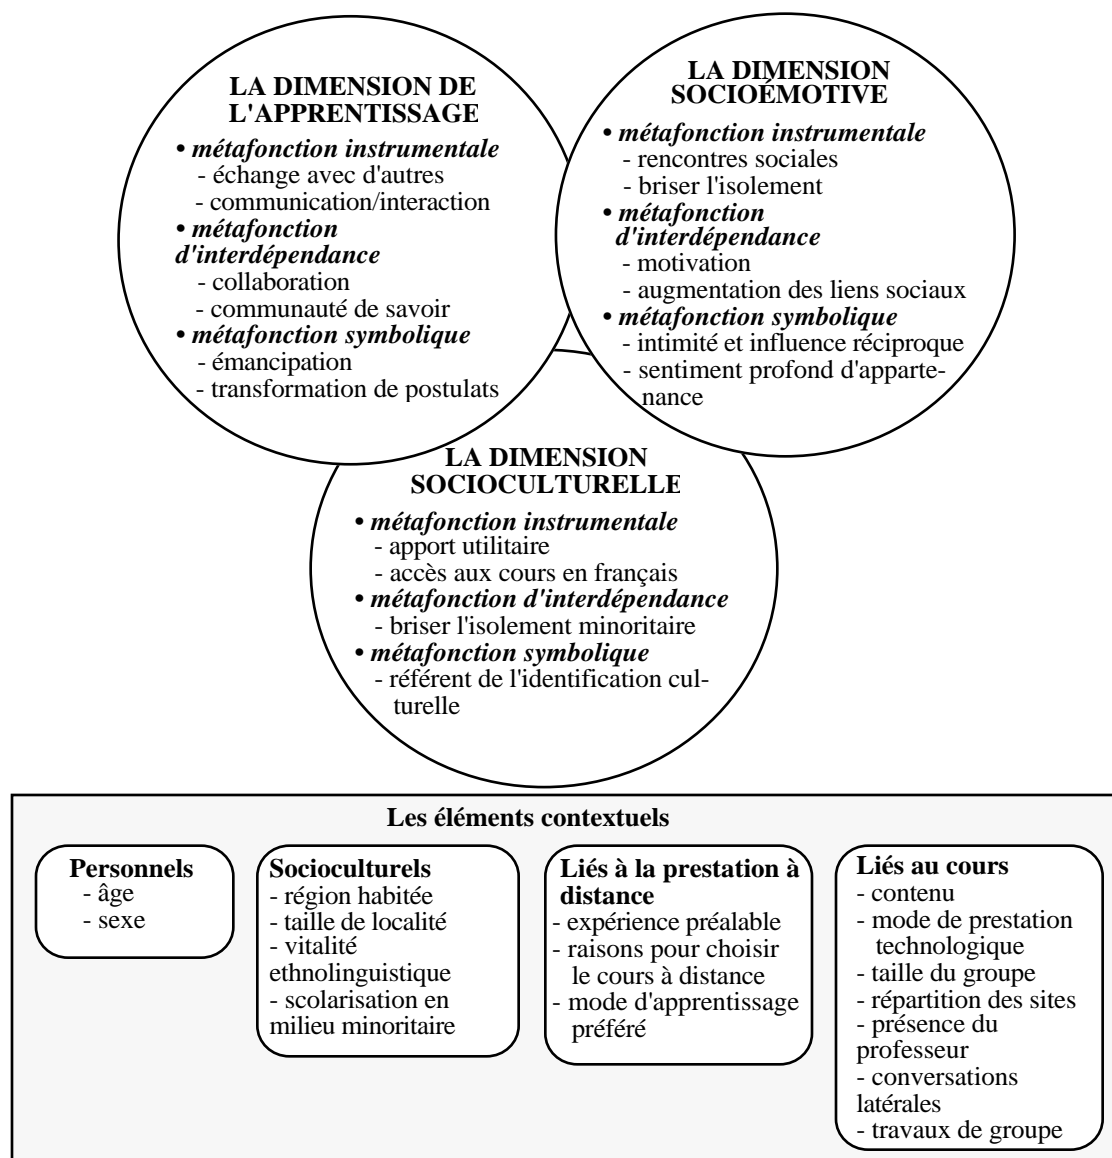 LA DIMENSION DE
L'APPRENTISSAGE
• métafonction instrumentale
- échange avec d'autres
- communication/interaction
• métafonction
d'interdépendance
- collaboration
- communauté de savoir
• métafonction symbolique
- émancipation
- transformation de postulats
LA DIMENSION
SOCIOÉMOTIVE
• métafonction instrumentale
- rencontres sociales
- briser l'isolement
• métafonction
d'interdépendance
- motivation
- augmentation des liens sociaux
• métafonction symbolique
- intimité et influence réciproque
- sentiment profond d'apparte-
nance
LA DIMENSION
SOCIOCULTURELLE
• métafonction instrumentale
- apport utilitaire
- accès aux cours en français
• métafonction d'interdépendance
- briser l'isolement minoritaire
• métafonction symbolique
- référent de l'identification cul-
turelle
Les éléments contextuels
Personnels
- âge
- sexe
Socioculturels
- région habitée
- taille de localité
- vitalité
ethnolinguistique
- scolarisation en
milieu minoritaire
Liés à la prestation à
distance
- expérience préalable
- raisons pour choisir
le cours à distance
- mode d'apprentissage
préféré
Liés au cours
- contenu
- mode de prestation
technologique
- taille du groupe
- répartition des sites
- présence du
professeur
- conversations
latérales
- travaux de groupe